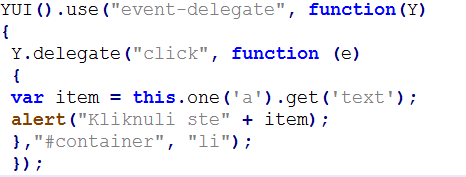 YUI().use("event-delegate", function(Y)
{
Y.delegate("click", function (e)
{
var item = this.one('a').get('text');
alert("Kliknuli ste" + item);
},"#container", "li");
});